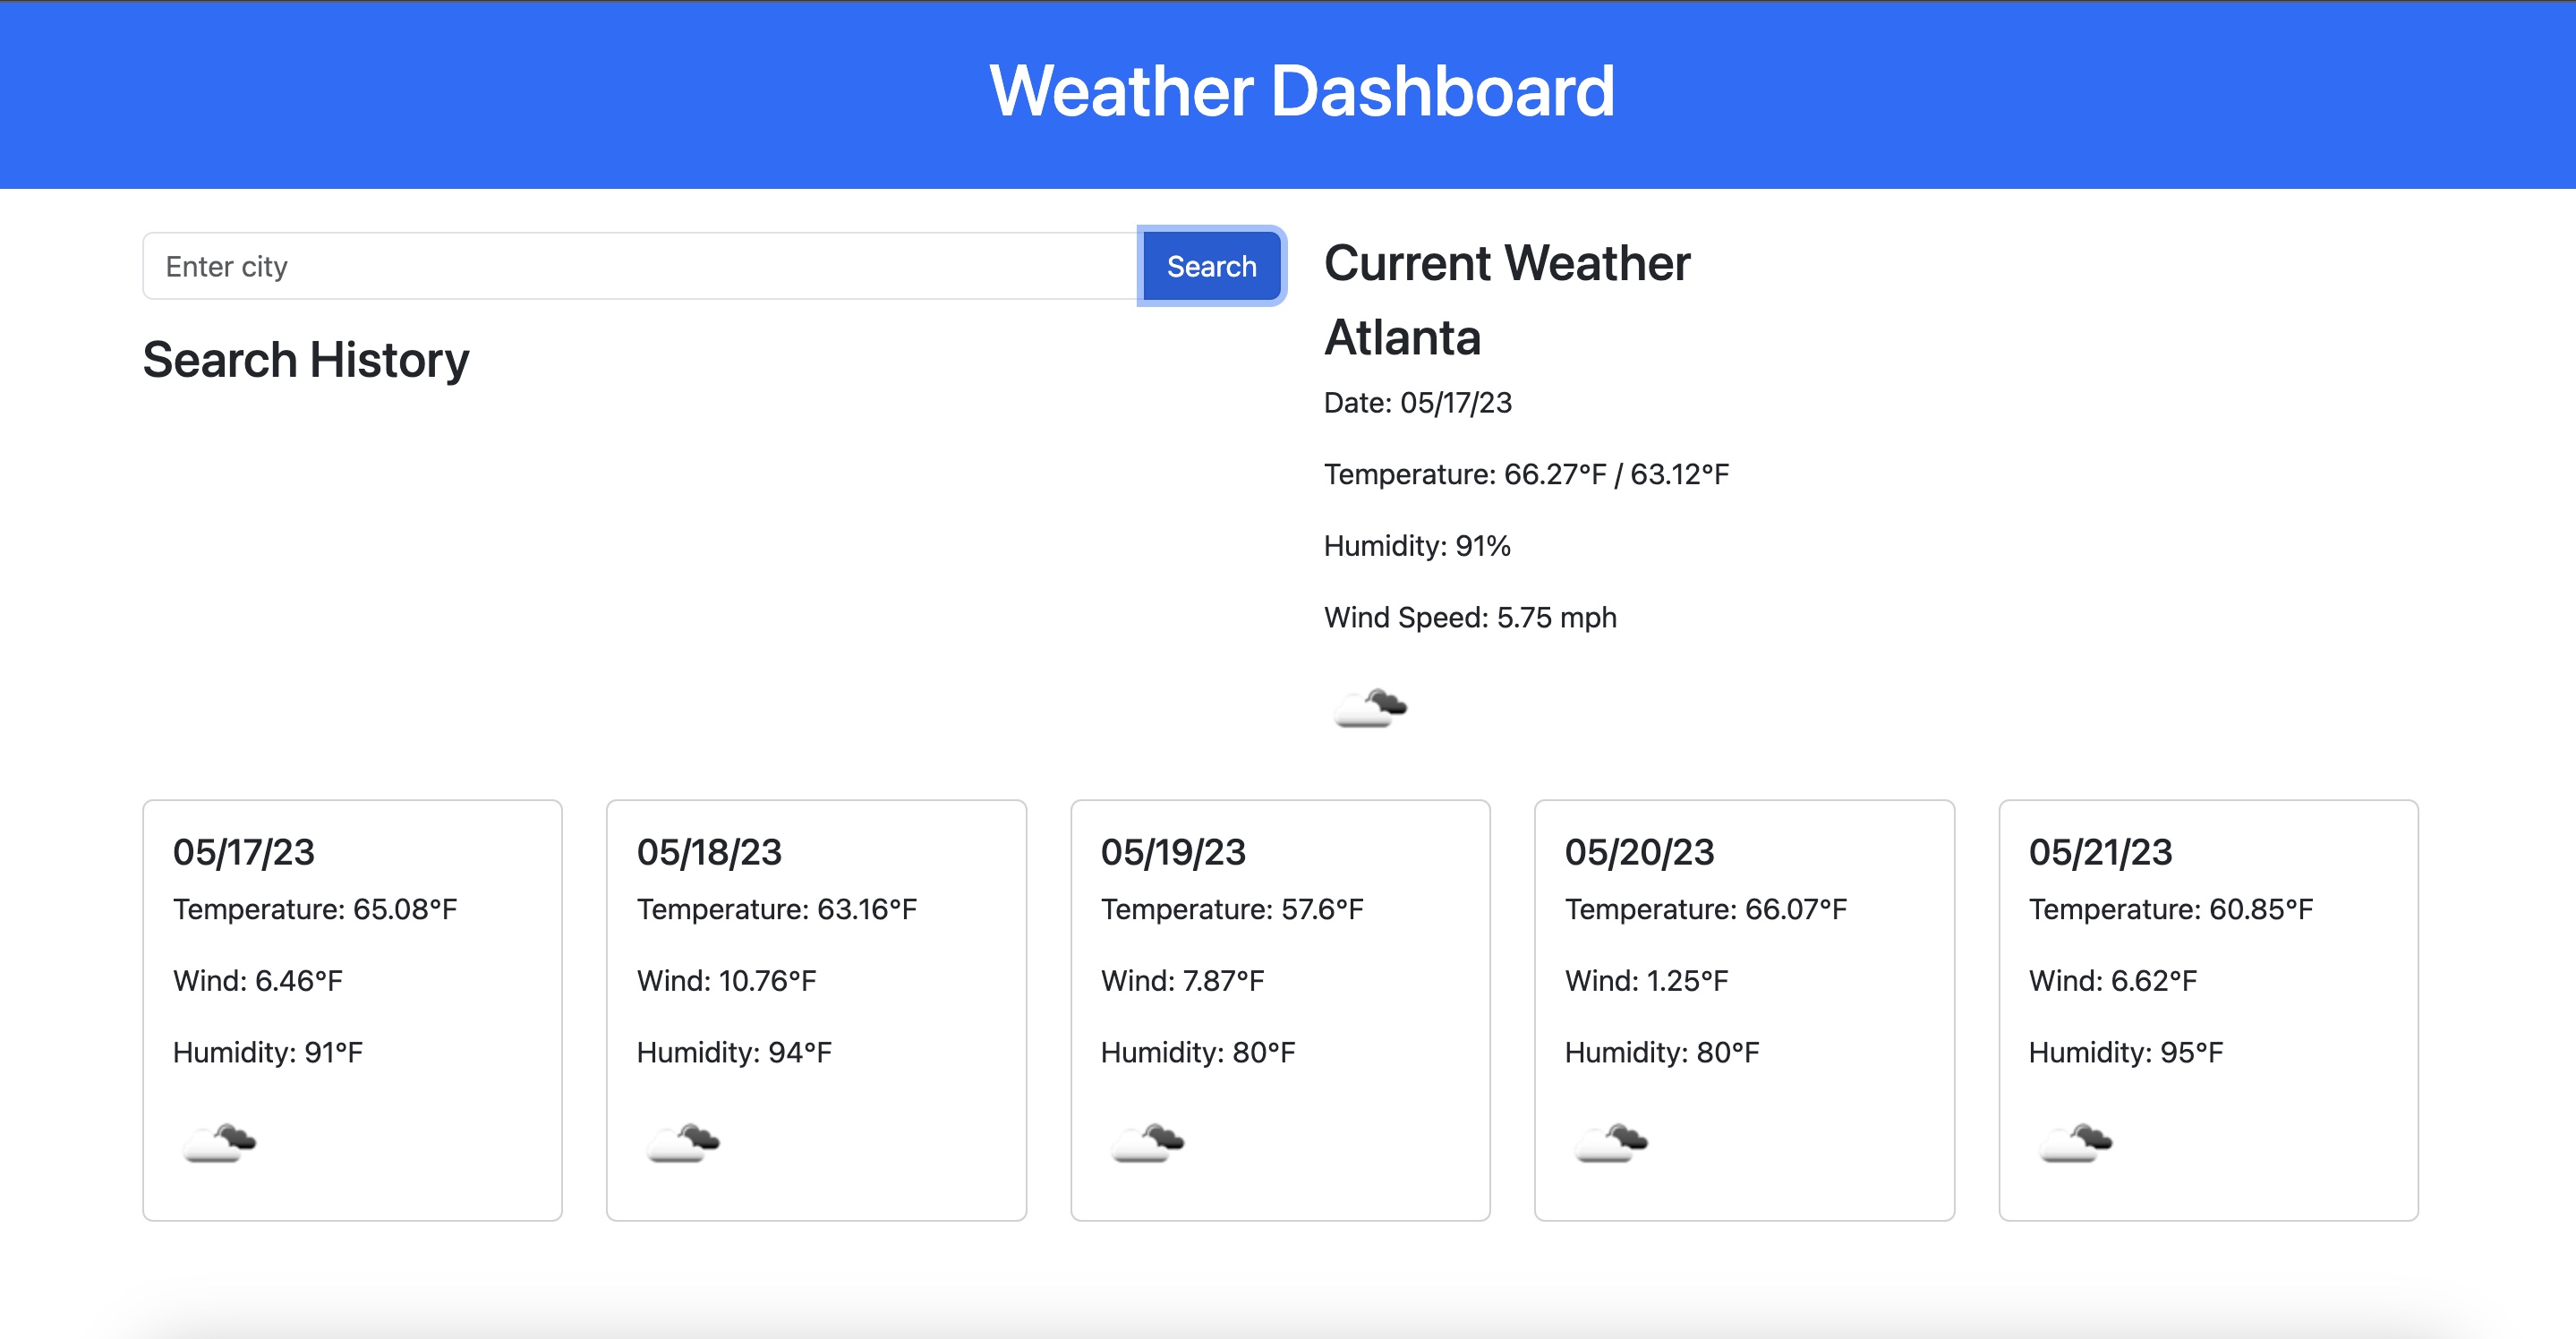 Weather Dashboard
Enter city
Search
Search History
Current Weather
Atlanta
Date: 05/17/23
Temperature: 66.27°F / 63.12°F
Humidity: 91%
Wind Speed: 5.75 mph
05/17/23
Temperature: 65.08°F
Wind: 6.46°F
Humidity: 91°F
05/18/23
Temperature: 63.16°F
Wind: 10.76°F
Humidity: 94°F
05/19/23
Temperature: 57.6°F
Wind: 7.87°F
Humidity: 80°F
05/20/23
Temperature: 66.07°F
Wind: 1.25°F
Humidity: 80°F
05/21/23
Temperature: 60.85°F
Wind: 6.62°F
Humidity: 95°F